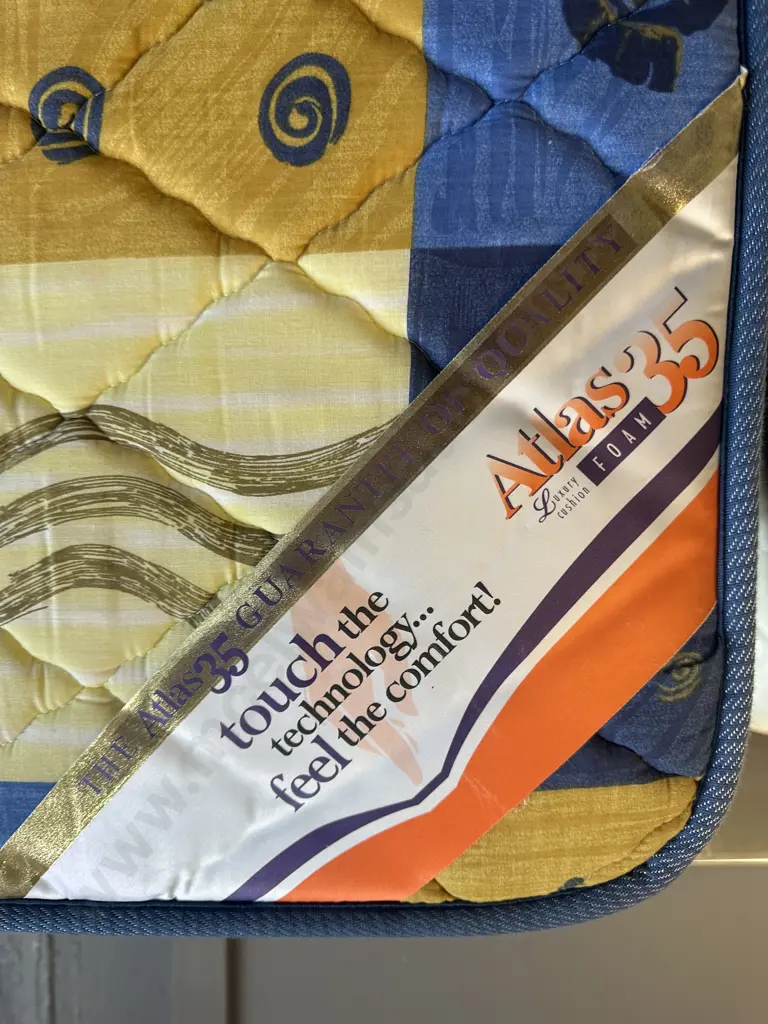 THE Atlas35 GUARANTEE OF QUALITY
Atlas35
Luxury
cushion
FOAM
touch the
technology...
feel the comfort!